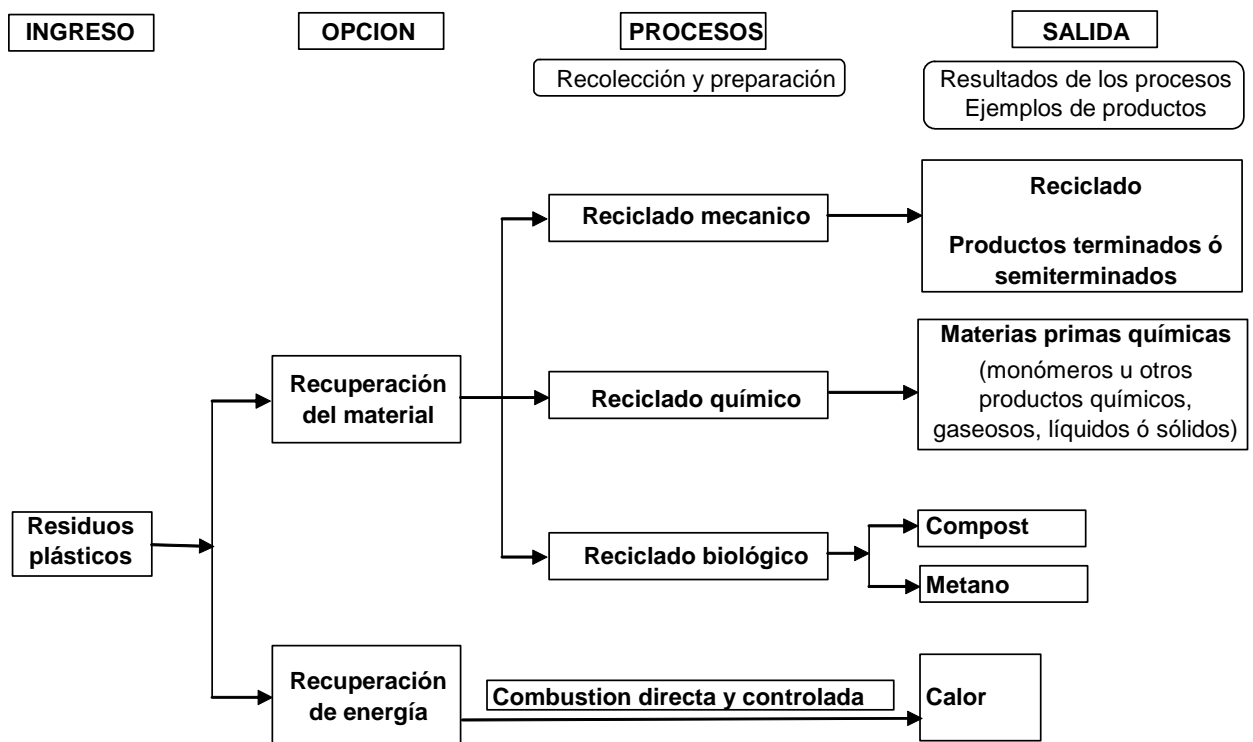 INGRESO
OPCION
PROCESOS
SALIDA
Recolección y preparación
Resultados de los procesos
Ejemplos de productos
Reciclado mecanico
Reciclado
Productos terminados ó
semiterminados
Recuperación
del material
Reciclado químico
Materias primas químicas
(monómeros u otros
productos químicos,
gaseosos, líquidos ó sólidos)
Residuos
plásticos
Reciclado biológico
Compost
Metano
Recuperación
de energía
Combustion directa y controlada
Calor